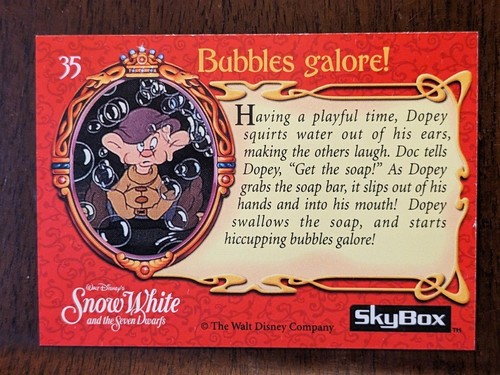 35
Bubbles galore!
Having a playful time, Dopey
squirts water out of his ears,
making the others laugh. Doc tells
Dopey, "Get the soap!" As Dopey
grabs the soap bar, it slips out of his
hands and into his mouth! Dopey
swallows the soap, and starts
hiccupping bubbles galore!
Walt Disney's
Snow White
and the Seven Dwarfs
© The Walt Disney Company
SkyBox
TM